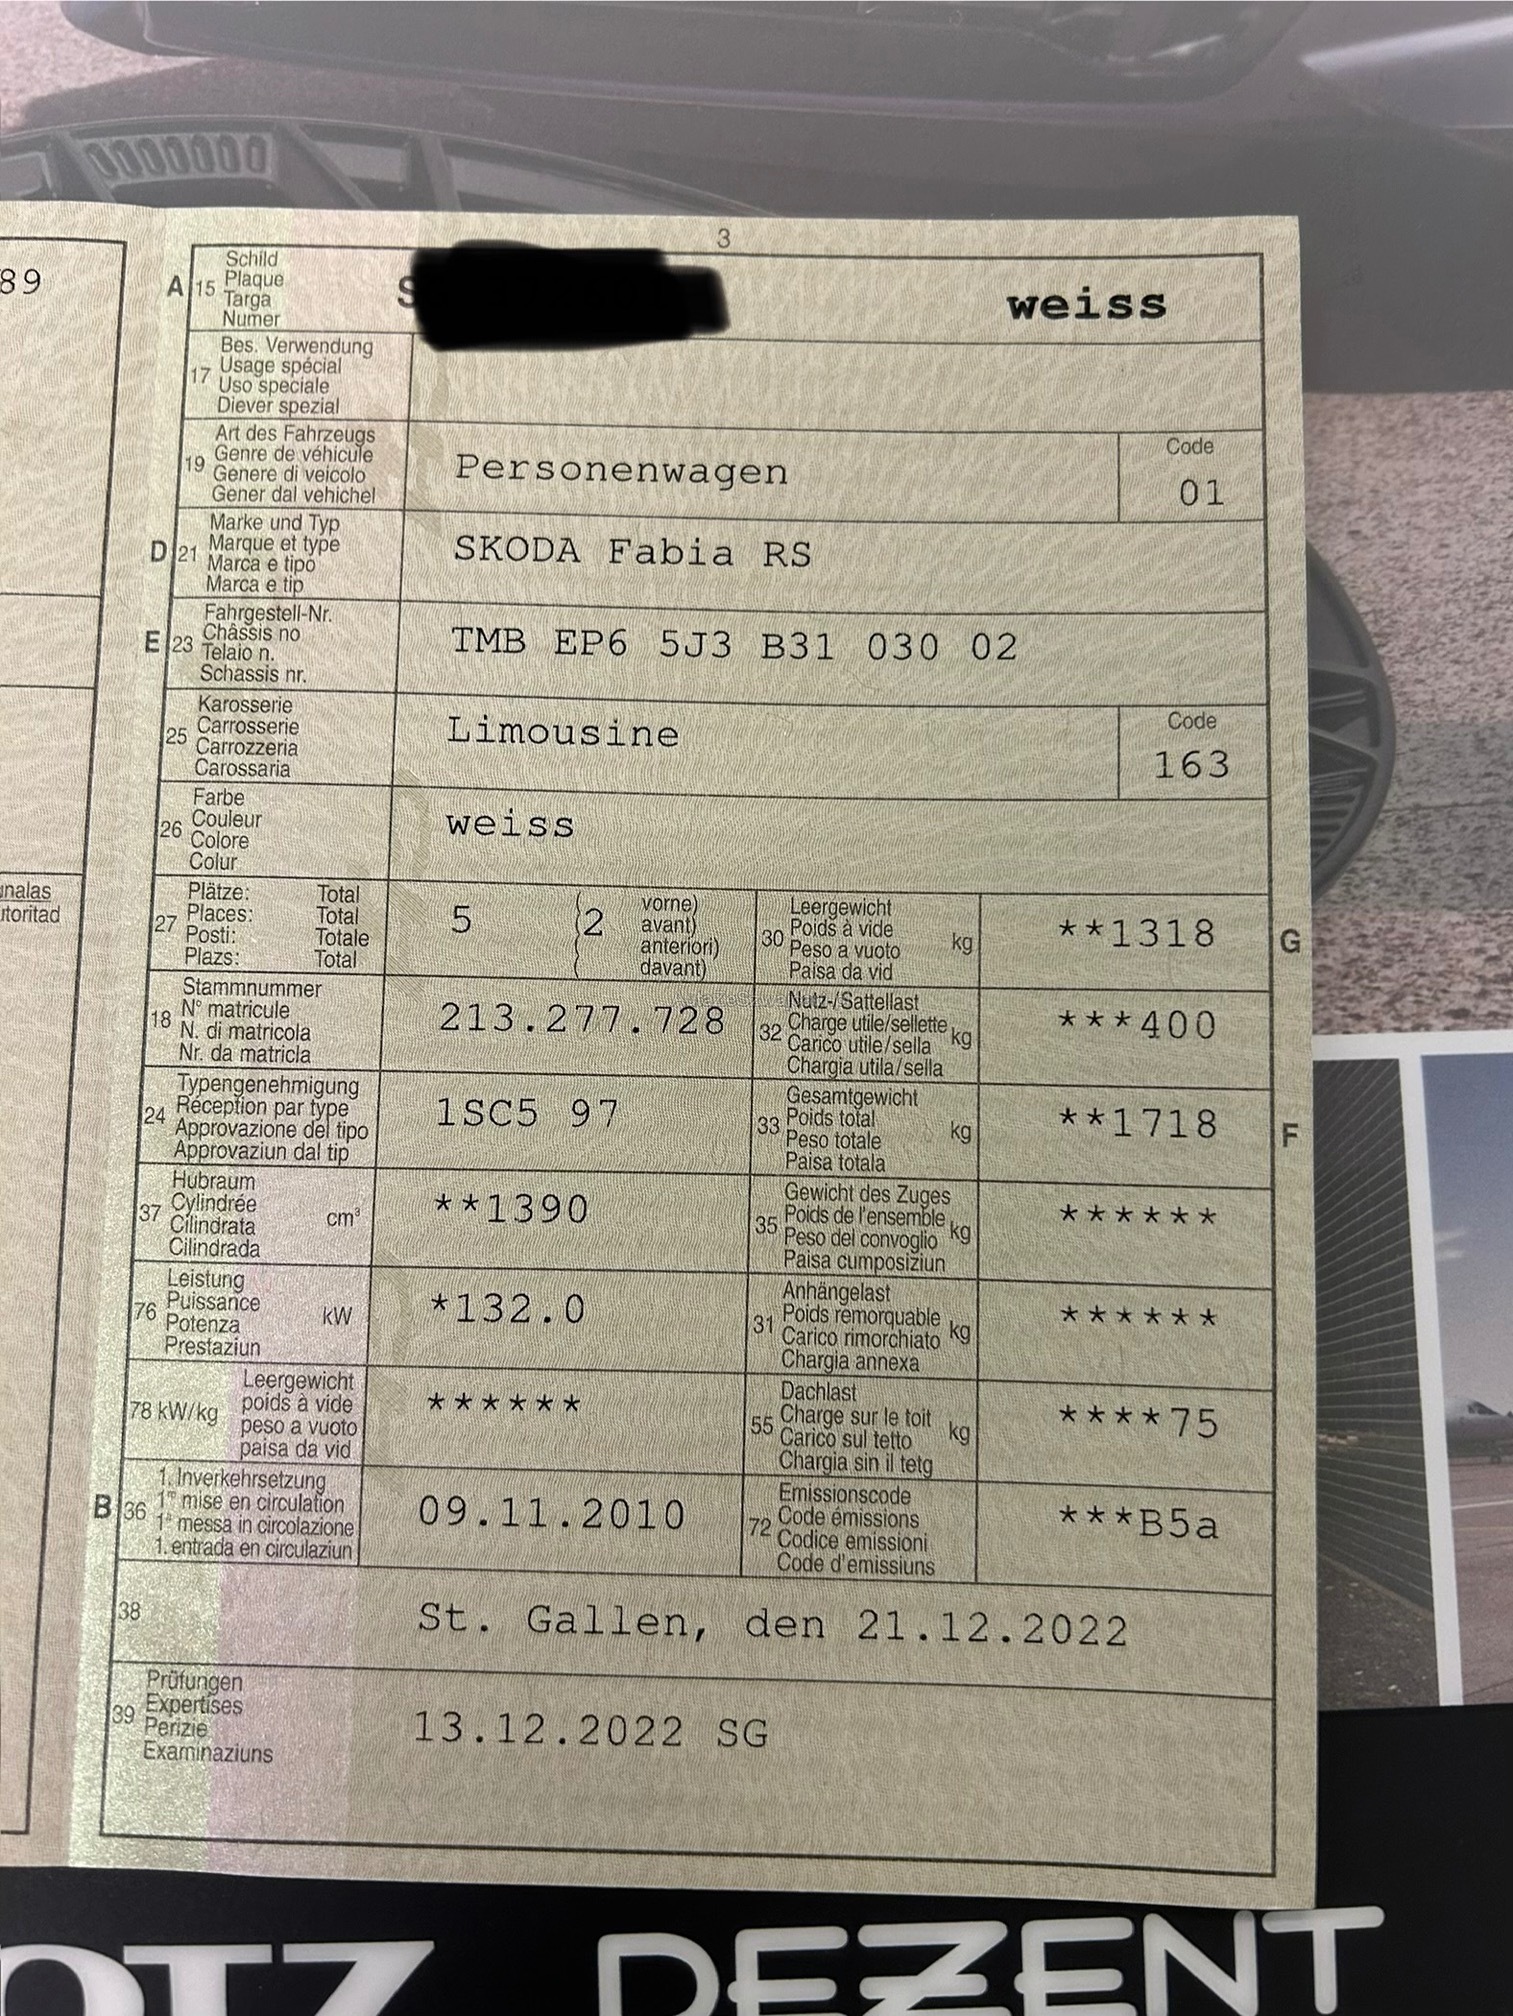 89
nalas
toritad
3
A 15 Schild
Plaque
Targa
Numer
S
weiss
17 Bes. Verwendung
Usage spécial
Uso speciale
Diever spezial
19 Art des Fahrzeugs
Genre de véhicule
Genere di veicolo
Gener dal vehichel
Personenwagen
Code
01
D 21 Marke und Typ
Marque et type
Marca e tipo
Marca e tip
SKODA Fabia RS
E 23 Fahrgestell-Nr.
Châssis no
Telaio n.
Schassis nr.
TMB EP6 5J3 B31 030 02
25 Karosserie
Carrosserie
Carrozzeria
Carossaria
Limousine
Code
163
26 Farbe
Couleur
Colore
Colur
weiss
27 Plätze: Total
Places: Total
Posti: Totale
Plazs: Total
5 (2 vorne)
avant)
anteriori)
davant)
30 Leergewicht
Poids à vide
Peso a vuoto
Paisa da vid
kg
**1318
G
18 Stammnummer
N° matricule
N. di matricola
Nr. da matricla
213.277.728
32 Nutz-/Sattellast
Charge utile/sellette
Carico utile/sella
Chargia utila/sella
kg
***400
24 Typengenehmigung
Réception par type
Approvazione del tipo
Approvaziun dal tip
1SC5 97
33 Gesamtgewicht
Poids total
Peso totale
Paisa totala
kg
**1718
F
37 Hubraum
Cylindrée
Cilindrata
Cilindrada
cm³
**1390
35 Gewicht des Zuges
Poids de l'ensemble
Peso del convoglio
Paisa cumposiziun
kg
******
76 Leistung
Puissance
Potenza
Prestaziun
kW
*132.0
31 Anhängelast
Poids remorquable
Carico rimorchiato
Chargia annexa
kg
******
78 kW/kg Leergewicht
poids à vide
peso a vuoto
paisa da vid
******
55 Dachlast
Charge sur le toit
Carico sul tetto
Chargia sin il tetg
kg
****75
B 36 1. Inverkehrsetzung
1re mise en circulation
1a messa in circolazione
1. entrada en circulaziun
09.11.2010
72 Emissionscode
Code émissions
Codice emissioni
Code d'emissiuns
***B5a
38
St. Gallen, den 21.12.2022
39 Prüfungen
Expertises
Perizie
Examinaziuns
13.12.2022 SG
OTZ DEZENT